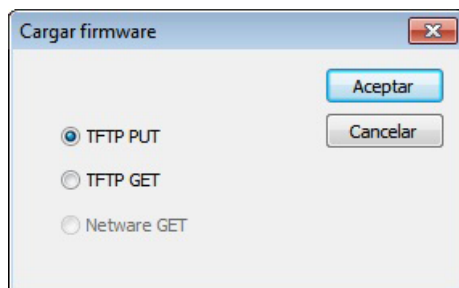 Cargar firmware
Aceptar
TFTP PUT
Cancelar
TFTP GET
Netware GET